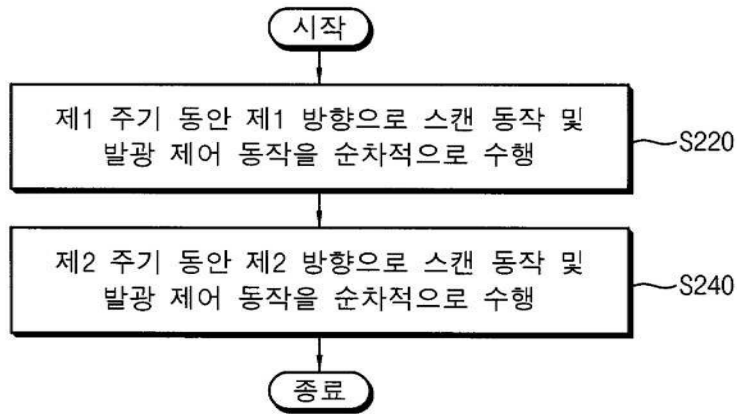 시작
제1 주기 동안 제1 방향으로 스캔 동작 및
발광 제어 동작을 순차적으로 수행
S220
제2 주기 동안 제2 방향으로 스캔 동작 및
발광 제어 동작을 순차적으로 수행
S240
종료